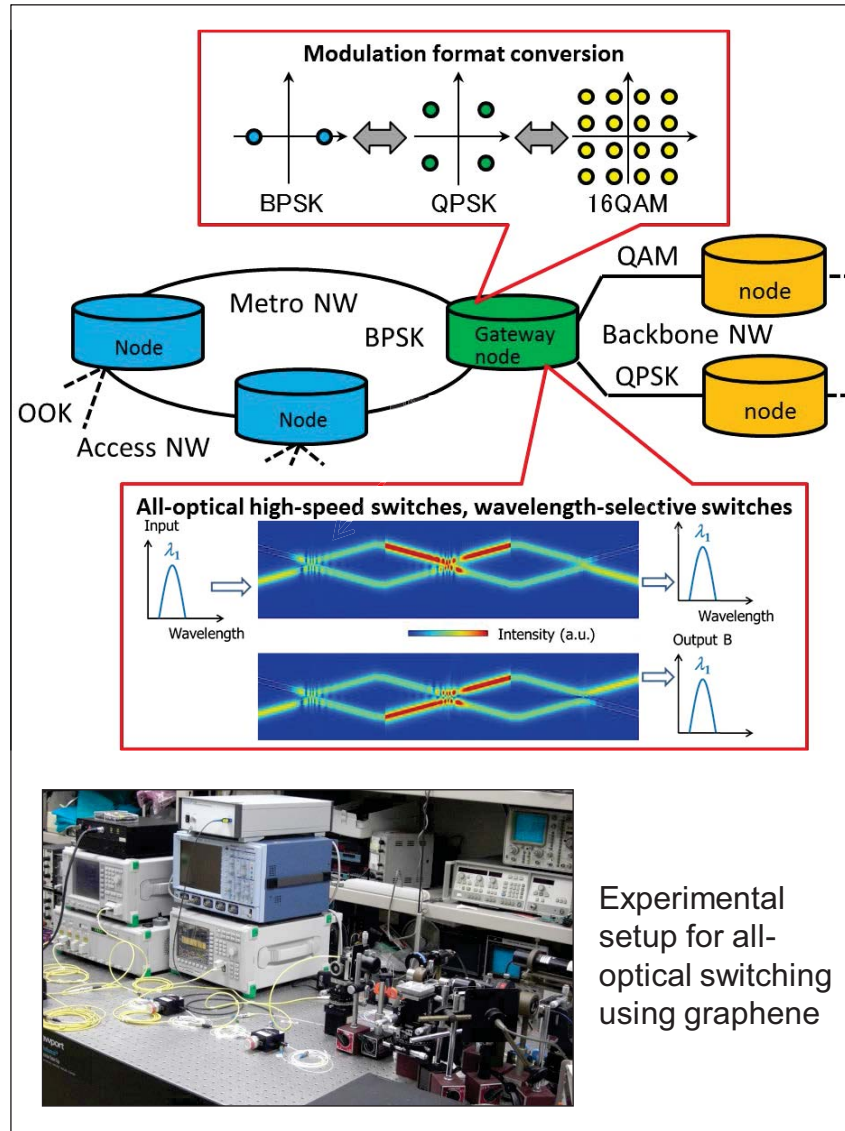 Modulation format conversion
BPSK
QPSK
16QAM
QAM
node
Metro NW
BPSK
Gateway
node
Backbone NW
Node
QPSK
node
OOK
Node
Access NW
All-optical high-speed switches, wavelength-selective switches
Input
λ1
Wavelength
λ1
Wavelength
Intensity (a.u.)
Output B
λ1
Experimental
setup for all-
optical switching
using graphene